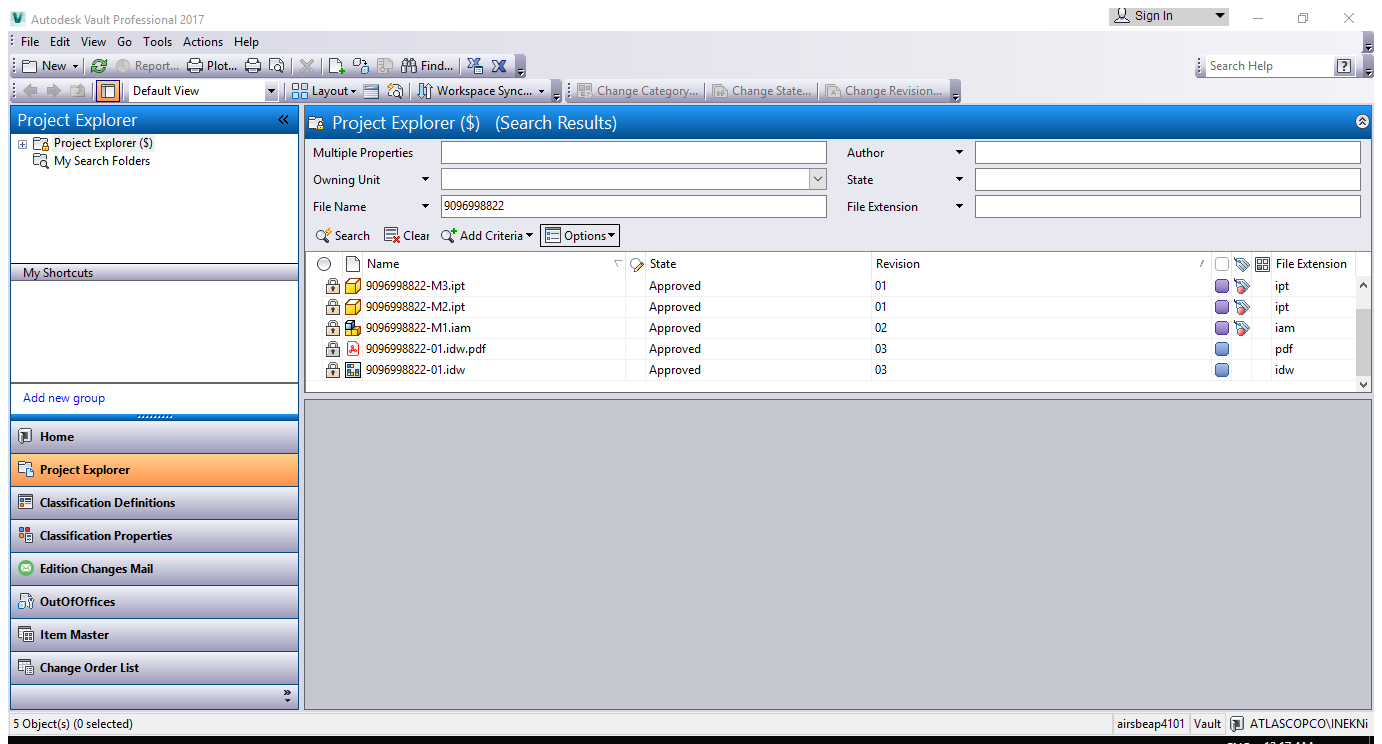 Autodesk Vault Professional 2017
Sign In
File Edit View Go Tools Actions Help
New Report... Plot... Find... Search Help ?
Default View Layout Workspace Sync... Change Category... Change State... Change Revision...
Project Explorer «
Project Explorer ($)
My Search Folders
My Shortcuts
Add new group
Home
Project Explorer
Classification Definitions
Classification Properties
Edition Changes Mail
OutOfOffices
Item Master
Change Order List
Project Explorer ($) (Search Results)
Multiple Properties Author
Owning Unit State
File Name 9096998822 File Extension
Search Clear Add Criteria Options
Name State Revision File Extension
9096998822-M3.ipt Approved 01 ipt
9096998822-M2.ipt Approved 01 ipt
9096998822-M1.iam Approved 02 iam
9096998822-01.idw.pdf Approved 03 pdf
9096998822-01.idw Approved 03 idw
5 Object(s) (0 selected) airsbeap4101 Vault ATLASCOPCO\INEKNi